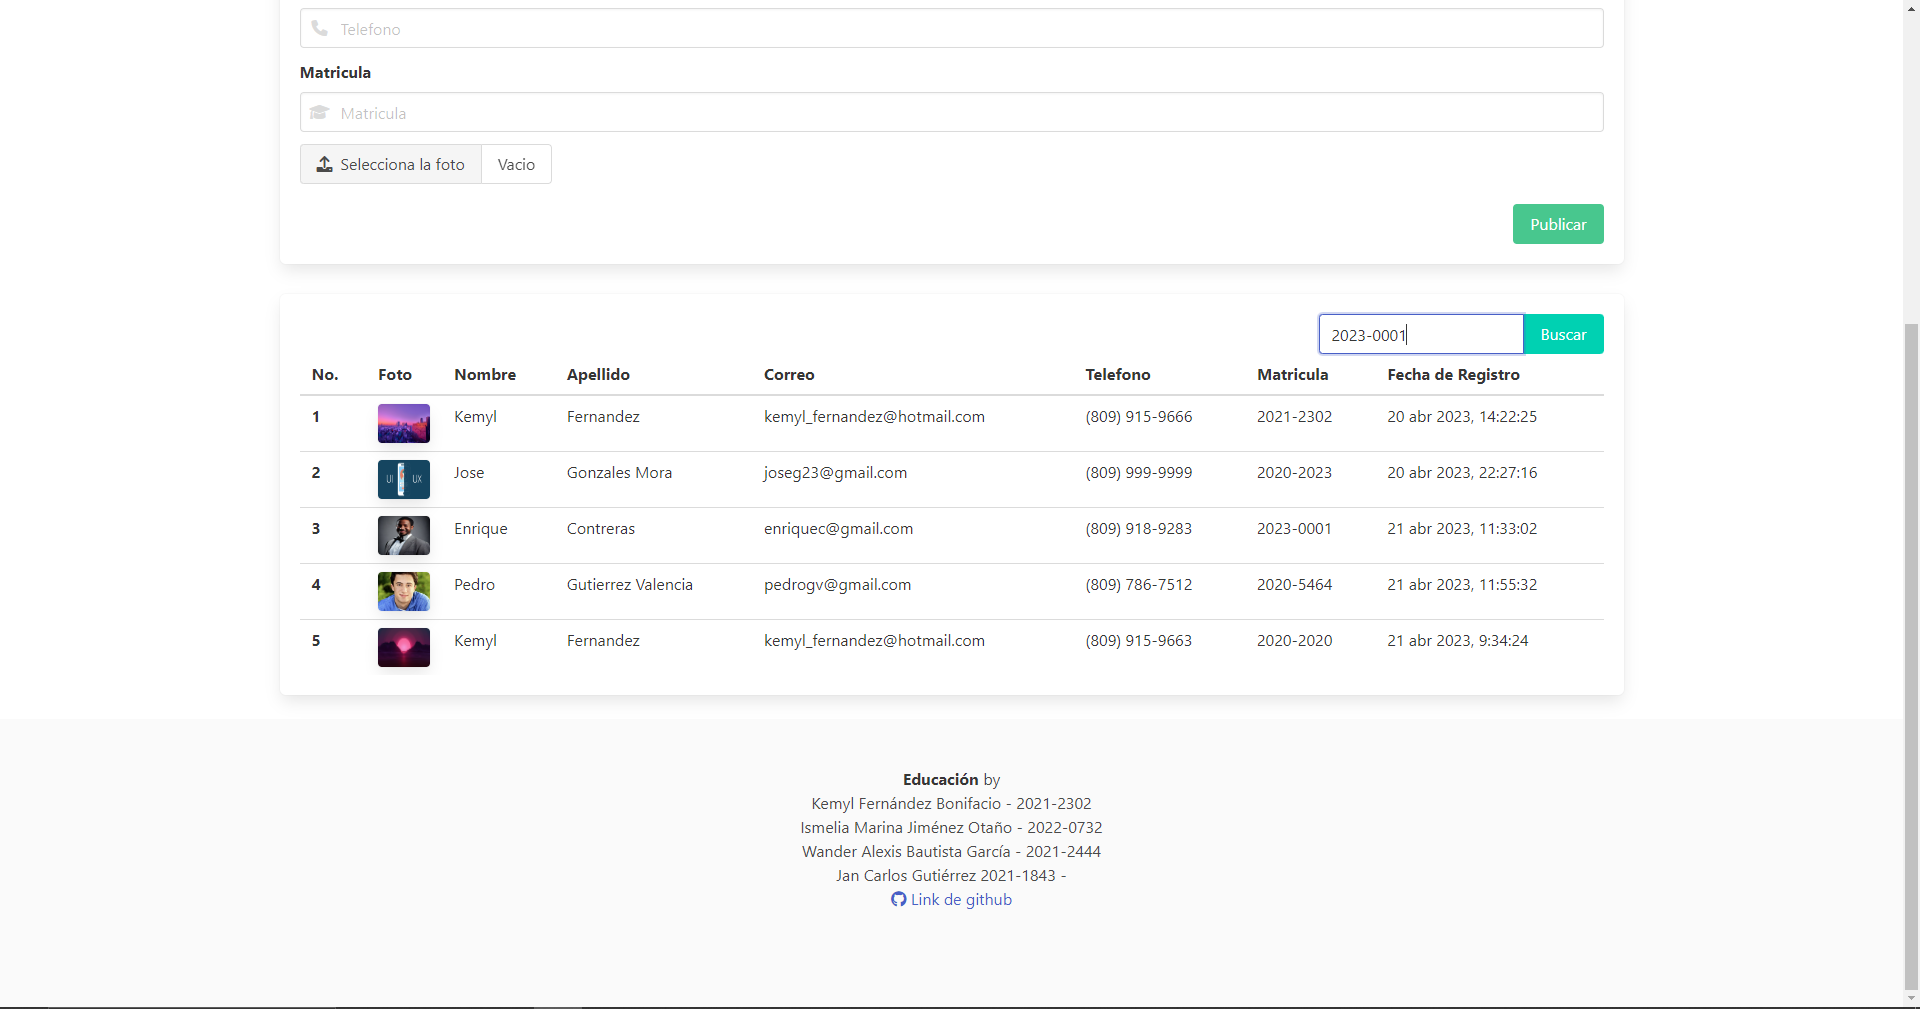 Telefono
Matricula
Matricula
Selecciona la foto Vacio
Publicar
2023-0001 Buscar
No. Foto Nombre Apellido Correo Telefono Matricula Fecha de Registro
1 Kemyl Fernandez kemyl_fernandez@hotmail.com (809) 915-9666 2021-2302 20 abr 2023, 14:22:25
2 UI UX Jose Gonzales Mora joseg23@gmail.com (809) 999-9999 2020-2023 20 abr 2023, 22:27:16
3 Enrique Contreras enriquec@gmail.com (809) 918-9283 2023-0001 21 abr 2023, 11:33:02
4 Pedro Gutierrez Valencia pedrogv@gmail.com (809) 786-7512 2020-5464 21 abr 2023, 11:55:32
5 Kemyl Fernandez kemyl_fernandez@hotmail.com (809) 915-9663 2020-2020 21 abr 2023, 9:34:24
Educación by
Kemyl Fernández Bonifacio - 2021-2302
Ismelia Marina Jiménez Otaño - 2022-0732
Wander Alexis Bautista García - 2021-2444
Jan Carlos Gutiérrez 2021-1843 -
Link de github